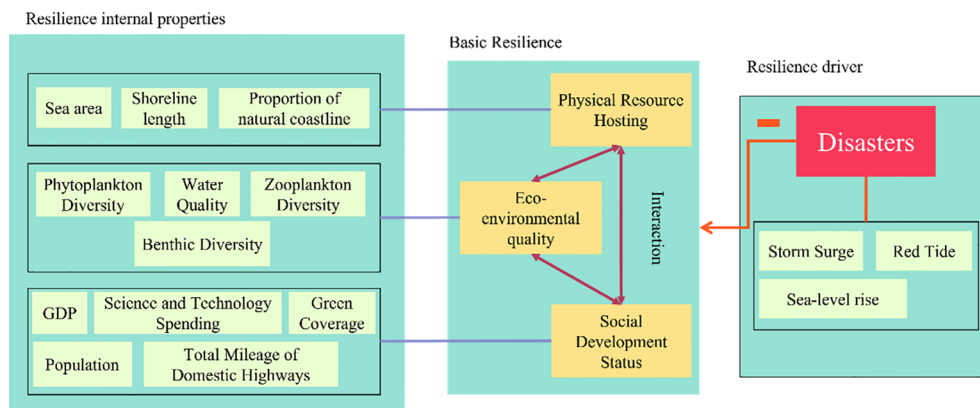 Resilience internal properties
Sea area
Shoreline
length
Proportion of
natural coastline
Phytoplankton
Diversity
Water
Quality
Zooplankton
Diversity
Benthic Diversity
GDP
Science and Technology
Spending
Green
Coverage
Population
Total Mileage of
Domestic Highways
Basic Resilience
Physical Resource
Hosting
Eco-
environmental
quality
Interaction
Social
Development
Status
Resilience driver
Disasters
Storm Surge
Red Tide
Sea-level rise